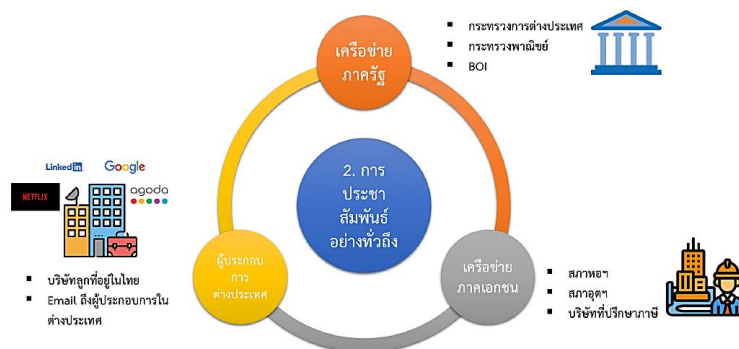 เครือข่าย
ภาครัฐ
กระทรวงการต่างประเทศ
กระทรวงพาณิชย์
BOI
2. การ
ประชา
สัมพันธ์
อย่างทั่วถึง
LinkedIn
Google
NETFLIX
agoda
ผู้ประกอบ
การ
ต่างประเทศ
บริษัทลูกที่อยู่ในไทย
Email ถึงผู้ประกอบการใน
ต่างประเทศ
เครือข่าย
ภาคเอกชน
สภาหอฯ
สภาอุตฯ
บริษัทที่ปรึกษาภาษี